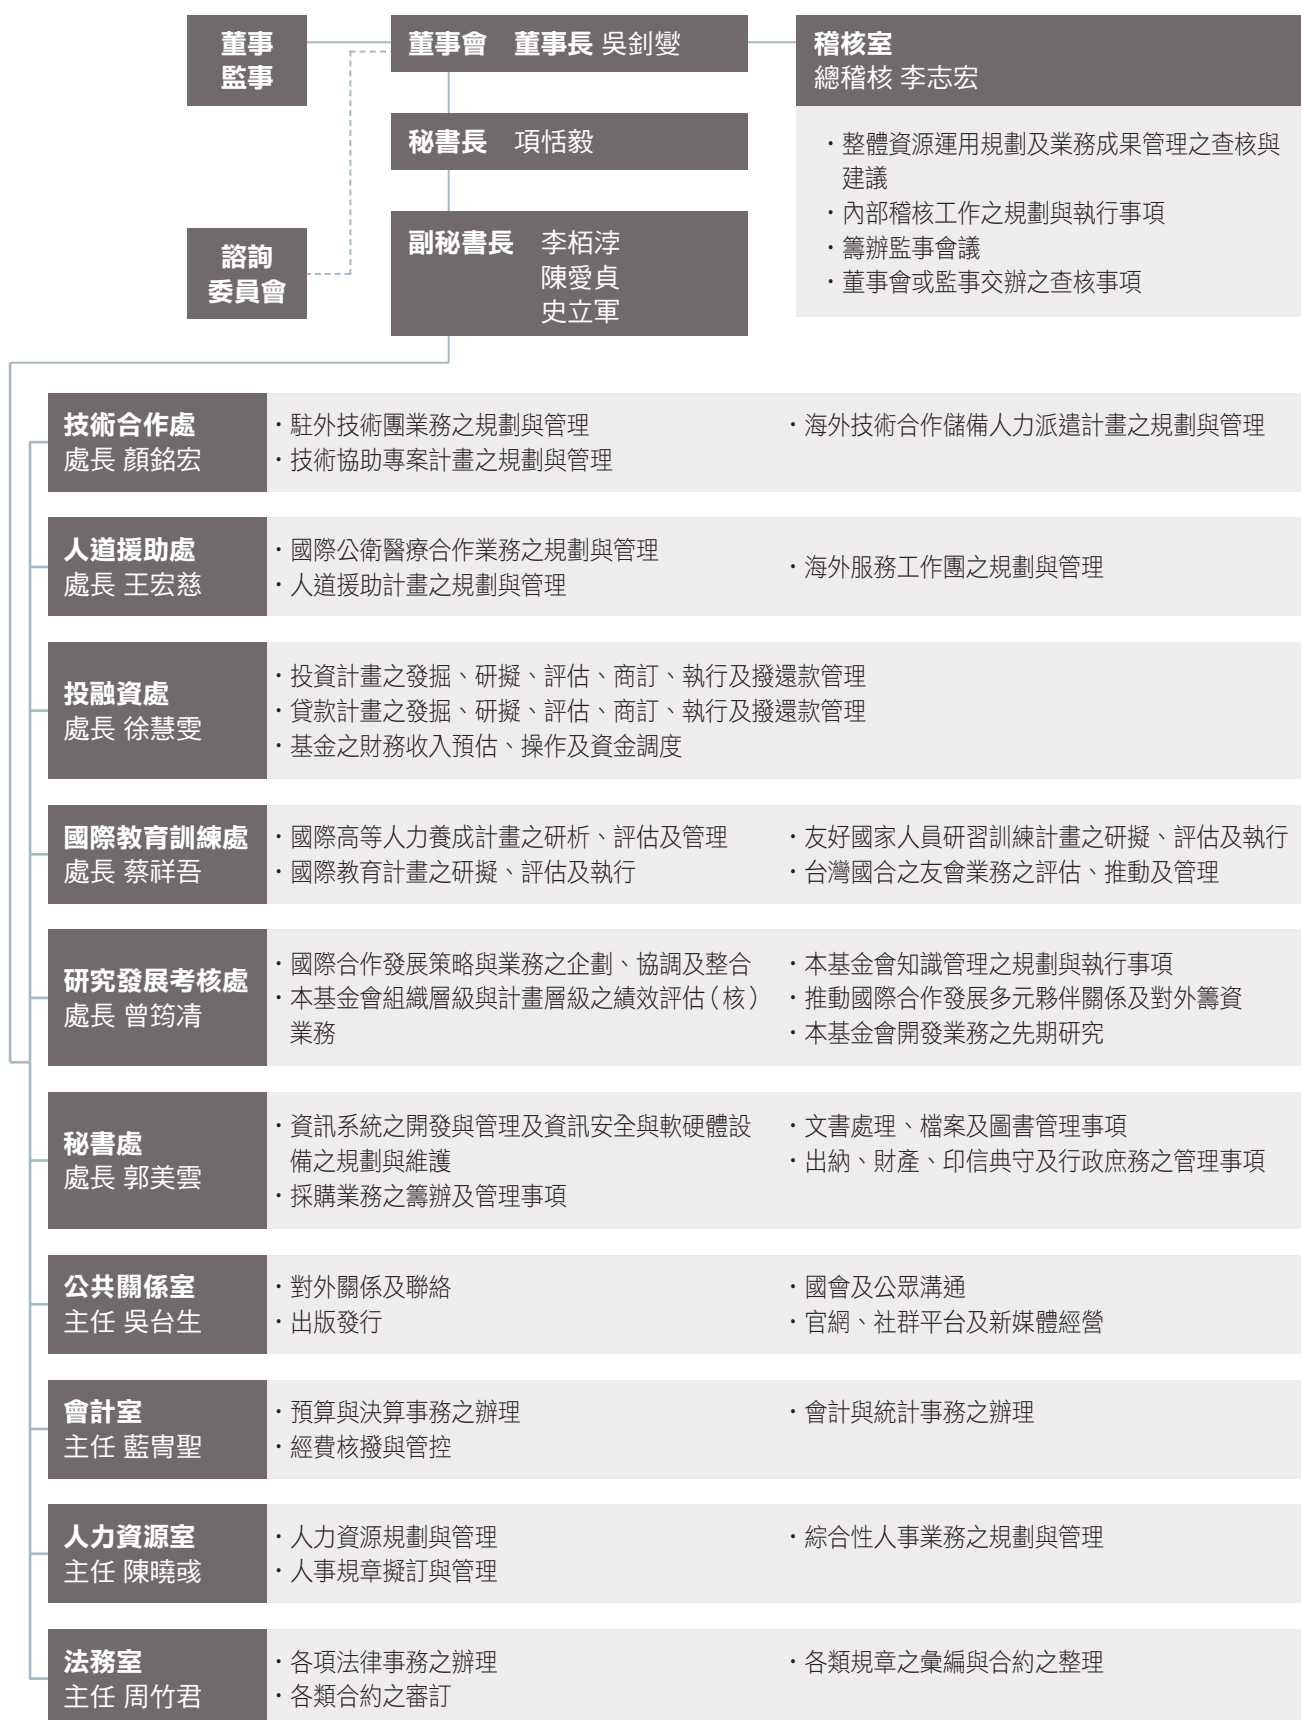 董事
監事
董事會　董事長 吳釗燮
稽核室
總稽核 李志宏
・整體資源運用規劃及業務成果管理之查核與
建議
・內部稽核工作之規劃與執行事項
・籌辦監事會議
・董事會或監事交辦之查核事項
秘書長　項恬毅
副秘書長　李栢浡
陳愛貞
史立軍
諮詢
委員會
技術合作處
處長 顏銘宏
・駐外技術團業務之規劃與管理
・技術協助專案計畫之規劃與管理
・海外技術合作儲備人力派遣計畫之規劃與管理
人道援助處
處長 王宏慈
・國際公衛醫療合作業務之規劃與管理
・人道援助計畫之規劃與管理
・海外服務工作團之規劃與管理
投融資處
處長 徐慧雯
・投資計畫之發掘、研擬、評估、商訂、執行及撥還款管理
・貸款計畫之發掘、研擬、評估、商訂、執行及撥還款管理
・基金之財務收入預估、操作及資金調度
國際教育訓練處
處長 蔡祥吾
・國際高等人力養成計畫之研析、評估及管理
・國際教育計畫之研擬、評估及執行
・友好國家人員研習訓練計畫之研擬、評估及執行
・台灣國合之友會業務之評估、推動及管理
研究發展考核處
處長 曾筠清
・國際合作發展策略與業務之企劃、協調及整合
・本基金會組織層級與計畫層級之績效評估（核）
業務
・本基金會知識管理之規劃與執行事項
・推動國際合作發展多元夥伴關係及對外籌資
・本基金會開發業務之先期研究
秘書處
處長 郭美雲
・資訊系統之開發與管理及資訊安全與軟硬體設
備之規劃與維護
・採購業務之籌辦及管理事項
・文書處理、檔案及圖書管理事項
・出納、財產、印信典守及行政庶務之管理事項
公共關係室
主任 吳台生
・對外關係及聯絡
・出版發行
・國會及公眾溝通
・官網、社群平台及新媒體經營
會計室
主任 藍冑聖
・預算與決算事務之辦理
・經費核撥與管控
・會計與統計事務之辦理
人力資源室
主任 陳曉彧
・人力資源規劃與管理
・人事規章擬訂與管理
・綜合性人事業務之規劃與管理
法務室
主任 周竹君
・各項法律事務之辦理
・各類合約之審訂
・各類規章之彙編與合約之整理